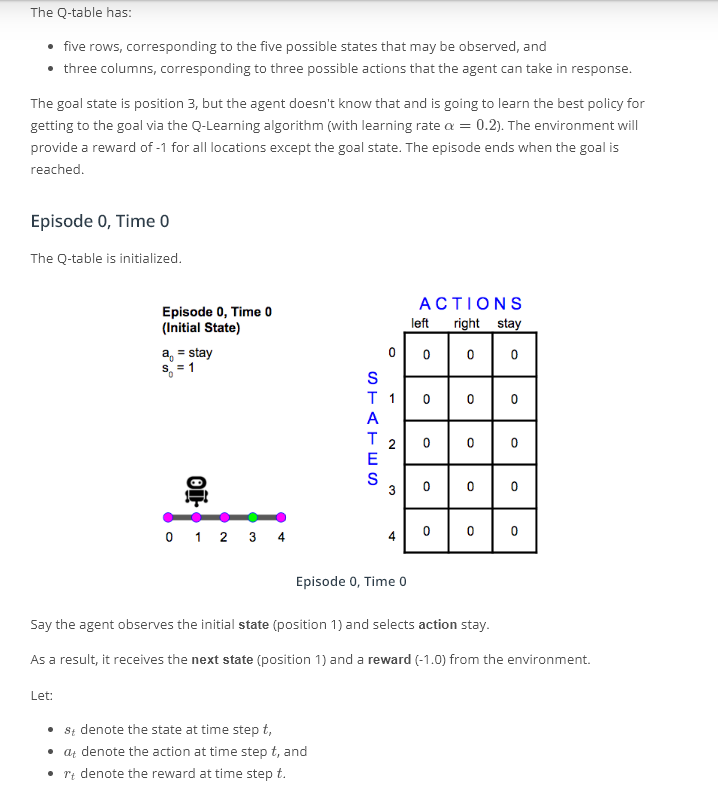 The Q-table has:
• five rows, corresponding to the five possible states that may be observed, and
• three columns, corresponding to three possible actions that the agent can take in response.
The goal state is position 3, but the agent doesn't know that and is going to learn the best policy for
getting to the goal via the Q-Learning algorithm (with learning rate α = 0.2). The environment will
provide a reward of -1 for all locations except the goal state. The episode ends when the goal is
reached.
Episode 0, Time 0
The Q-table is initialized.
Episode 0, Time 0
(Initial State)
a₀ = stay
s₀ = 1
0 1 2 3 4
ACTIONS
left right stay
STATES
0 0 0 0
1 0 0 0
2 0 0 0
3 0 0 0
4 0 0 0
Episode 0, Time 0
Say the agent observes the initial state (position 1) and selects action stay.
As a result, it receives the next state (position 1) and a reward (-1.0) from the environment.
Let:
• sₜ denote the state at time step t,
• aₜ denote the action at time step t, and
• rₜ denote the reward at time step t.